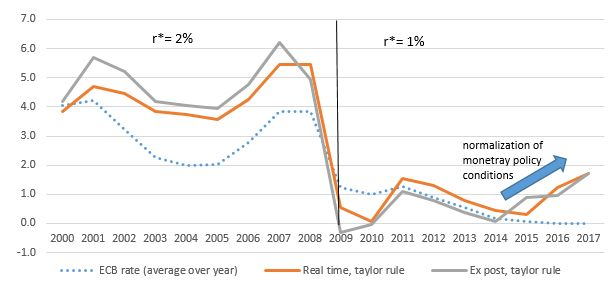 7.0
6.0
5.0
4.0
3.0
2.0
1.0
0.0
-1.0
r*= 2%
r*= 1%
normalization of
monetray policy
conditions
2000 2001 2002 2003 2004 2005 2006 2007 2008 2009 2010 2011 2012 2013 2014 2015 2016 2017
ECB rate (average over year) Real time, taylor rule Ex post, taylor rule